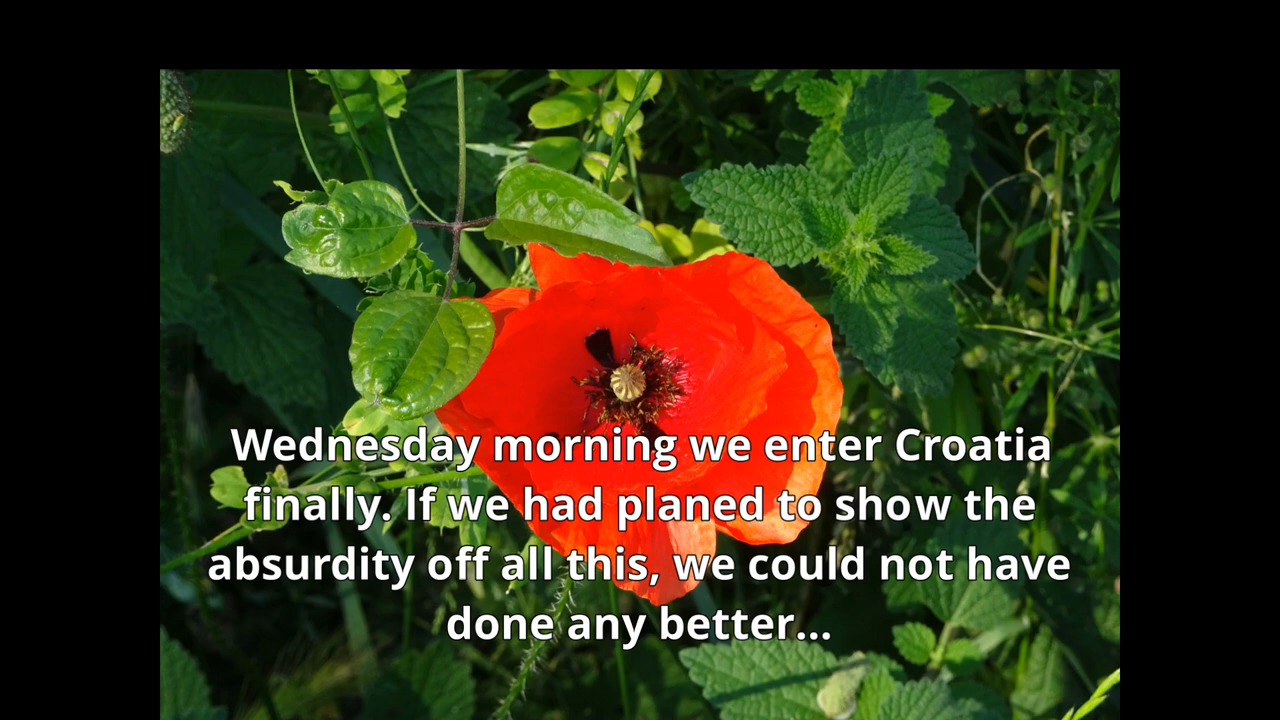 Wednesday morning we enter Croatia
finally. If we had planed to show the
absurdity off all this, we could not have
done any better...